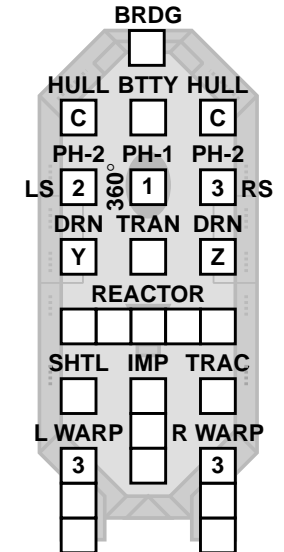 BRDG
HULL BTTY HULL
C C
PH-2 PH-1 PH-2
LS 2 360° 1 3 RS
DRN TRAN DRN
Y Z
REACTOR
SHTL IMP TRAC
L WARP R WARP
3 3